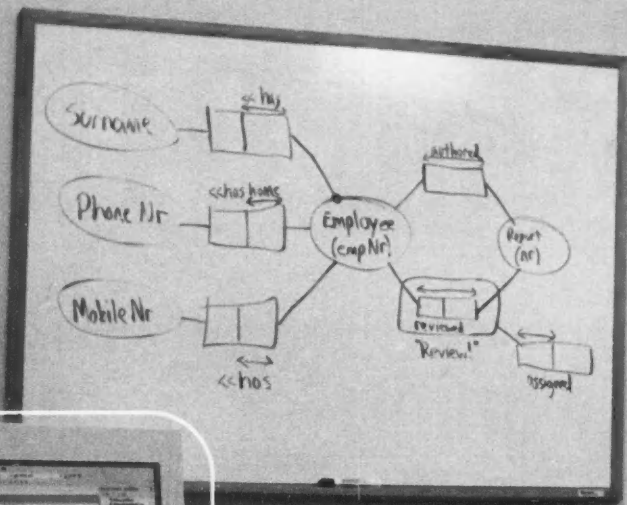 Surname
<<has
authored
Phone Nr
<<has home
Employee
(empNr)
Report
(nr)
Mobile Nr
<<has
reviewed
"Review!"
assigned